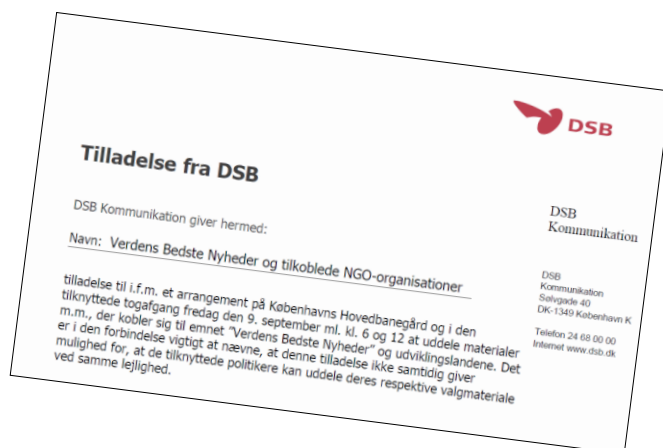 DSB
Tilladelse fra DSB
DSB
Kommunikation
DSB Kommunikation giver hermed:
Navn: Verdens Bedste Nyheder og tilkoblede NGO-organisationer
DSB
Kommunikation
Sølvgade 40
DK-1349 København K
Telefon 24 68 00 00
Internet www.dsb.dk
tilladelse til i.f.m. et arrangement på Københavns Hovedbanegård og i den
tilknyttede togafgang fredag den 9. september ml. kl. 6 og 12 at uddele materialer
m.m., der kobler sig til emnet "Verdens Bedste Nyheder" og udviklingslandene. Det
er i den forbindelse vigtigt at nævne, at denne tilladelse ikke samtidig giver
mulighed for, at de tilknyttede politikere kan uddele deres respektive valgmateriale
ved samme lejlighed.